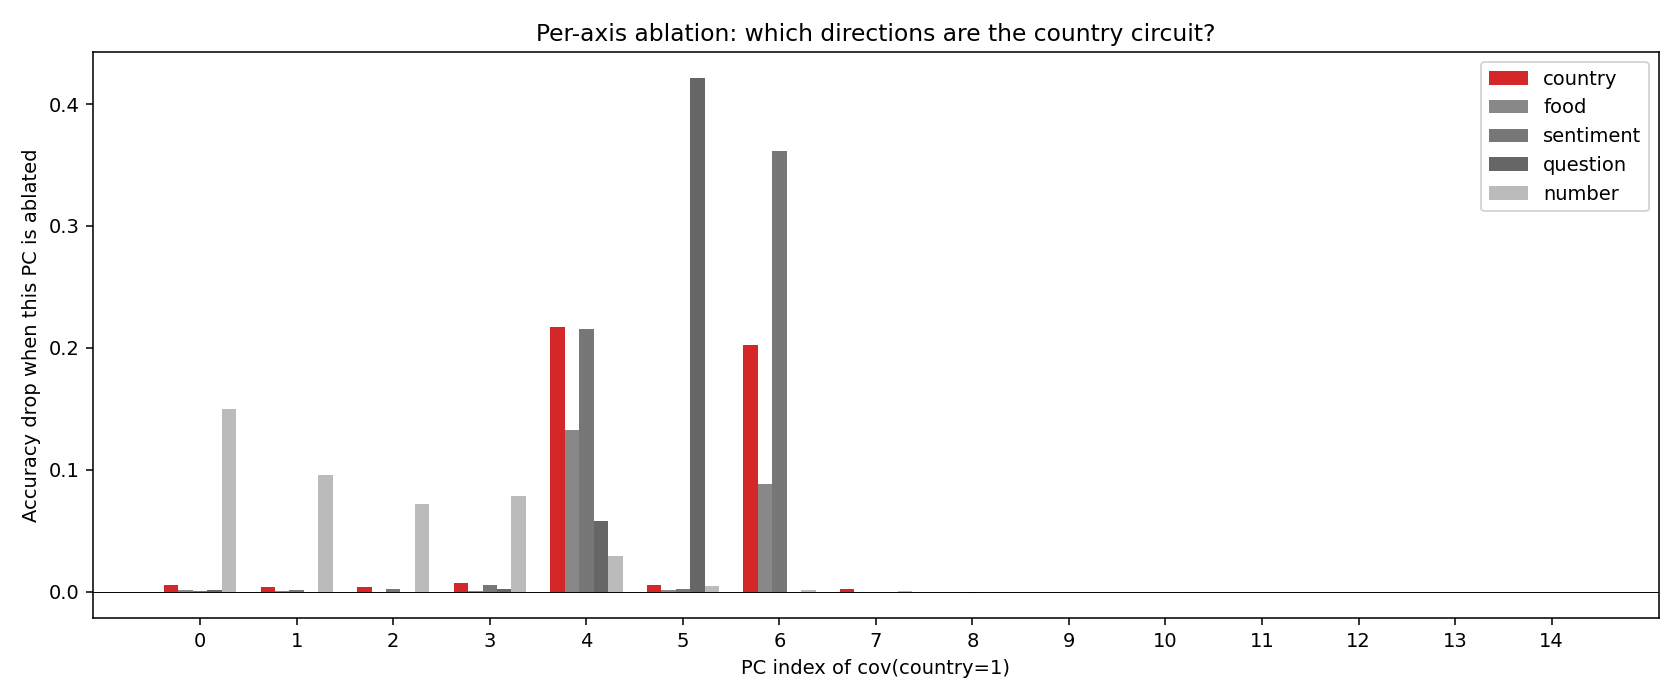 Per-axis ablation: which directions are the country circuit?
country
food
sentiment
question
number
Accuracy drop when this PC is ablated
0.4
0.3
0.2
0.1
0.0
0 1 2 3 4 5 6 7 8 9 10 11 12 13 14
PC index of cov(country=1)